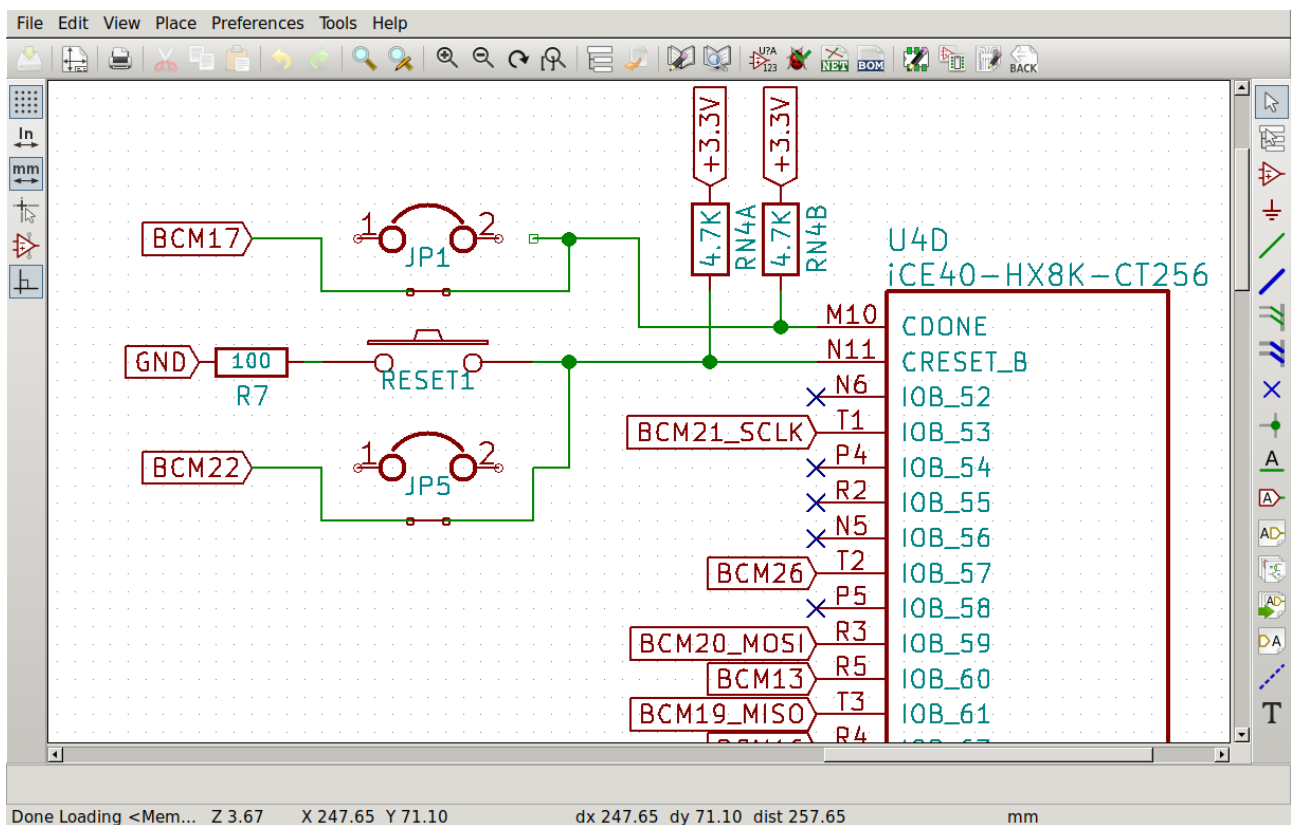 File Edit View Place Preferences Tools Help
U?A
123
NET
BOM
BACK
In
mm
+3.3V
+3.3V
4.7K
RN4A
4.7K
RN4B
BCM17
1
2
JP1
U4D
iCE40-HX8K-CT256
M10
CDONE
GND
100
R7
RESET1
N11
CRESET_B
N6
IOB_52
BCM21_SCLK
T1
IOB_53
BCM22
1
2
JP5
P4
IOB_54
R2
IOB_55
N5
IOB_56
BCM26
T2
IOB_57
P5
IOB_58
BCM20_MOSI
R3
IOB_59
BCM13
R5
IOB_60
BCM19_MISO
T3
IOB_61
R4
A
A
AD
AD
DA
T
Done Loading <Mem... Z 3.67 X 247.65 Y 71.10 dx 247.65 dy 71.10 dist 257.65 mm